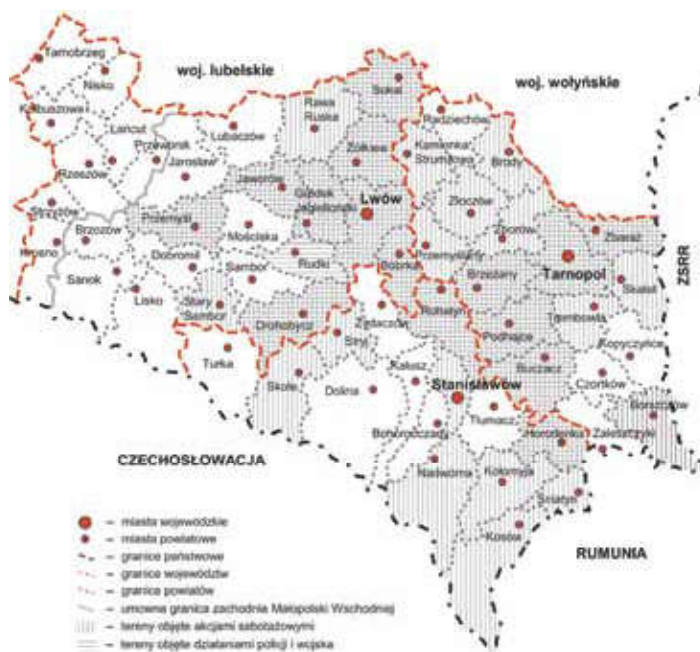 Tarnobrzeg
woj. lubelskie
woj. wołyńskie
Nisko
Sokal
Kolbuszowa
Rawa
Ruska
Radziechów
Łańcut
Lubaczów
Przeworsk
Kamionka
Strumiłowa
Brody
Rzeszów
Jarosław
Żółkiew
Jaworów
Gródek
Jagielloński
Złoczów
Strzyżów
Lwów
Przemyśl
Zborów
Zbaraż
Krosno
Brzozów
Mościska
Dobromil
Rudki
Bóbrka
Przemyślany
Tarnopol
Sanok
Sambor
Brzeżany
Skałat
ZSRR
Lisko
Stary
Sambor
Rohatyn
Trembowla
Drohobycz
Żydaczów
Podhajce
Kopyczyńce
Stryj
Turka
Kałusz
Buczacz
Skole
Dolina
Stanisławów
Czortków
Borszczów
Tłumacz
Bohorodczany
Horodenka
Zaleszczyki
CZECHOSŁOWACJA
Nadwórna
Kołomyja
Śniatyn
Kosów
RUMUNIA
– miasta wojewódzkie
– miasta powiatowe
– granice państwowe
– granice województw
– granice powiatów
– umowna granica zachodnia Małopolski Wschodniej
– tereny objęte akcjami sabotażowymi
– tereny objęte działaniami policji i wojska